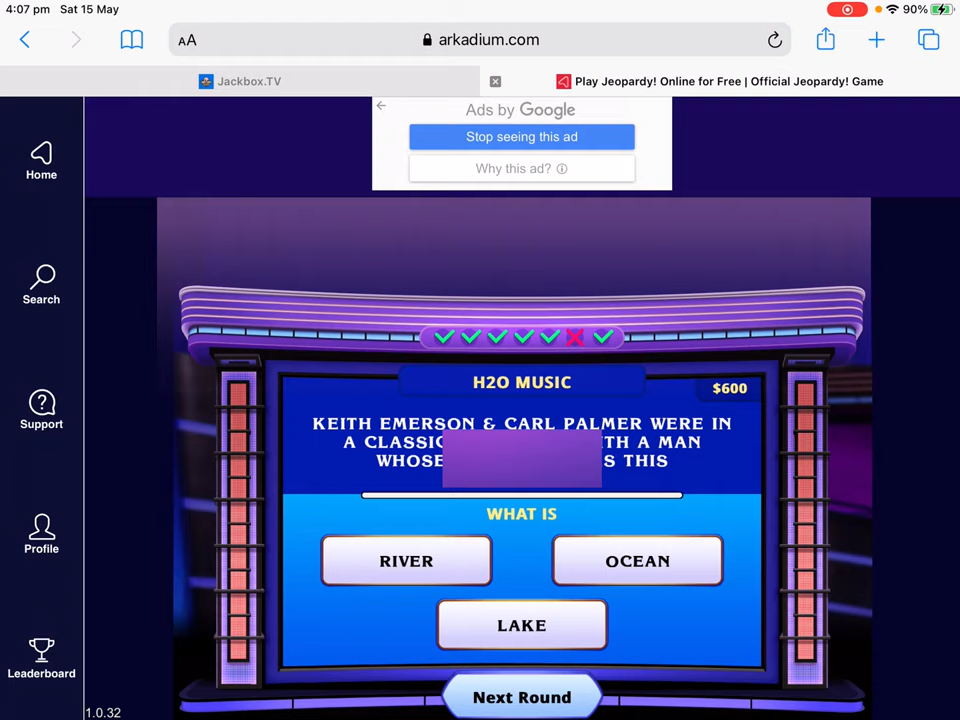 4:07 pm Sat 15 May
90%
AA
arkadium.com
Jackbox.TV
Play Jeopardy! Online for Free | Official Jeopardy! Game
Ads by Google
Stop seeing this ad
Why this ad?
Home
Search
Support
Profile
Leaderboard
H2O MUSIC
$600
KEITH EMERSON & CARL PALMER WERE IN
A CLASSIC TH A MAN
WHOSE S THIS
WHAT IS
RIVER
OCEAN
LAKE
Next Round
1.0.32